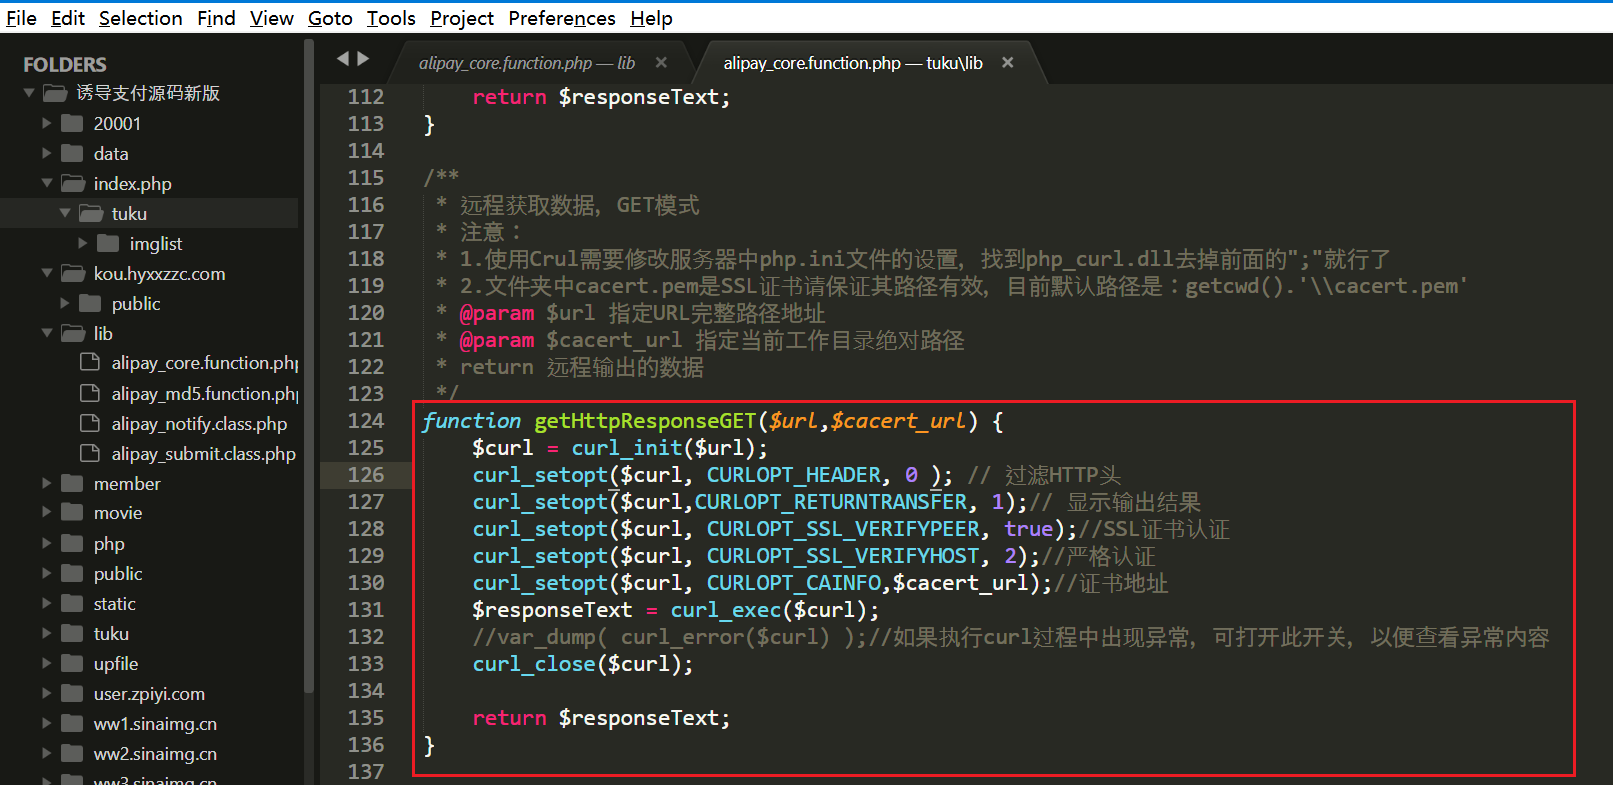 File Edit Selection Find View Goto Tools Project Preferences Help
FOLDERS
诱导支付源码新版
20001
data
index.php
tuku
imglist
kou.hyxxzzc.com
public
lib
alipay_core.function.php
alipay_md5.function.php
alipay_notify.class.php
alipay_submit.class.php
member
movie
php
public
static
tuku
upfile
user.zpiyi.com
ww1.sinaimg.cn
ww2.sinaimg.cn
ww3.sinaimg.cn
alipay_core.function.php — lib
alipay_core.function.php — tuku\lib
112 return $responseText;
113 }
114
115 /**
116 * 远程获取数据，GET模式
117 * 注意：
118 * 1.使用Crul需要修改服务器中php.ini文件的设置，找到php_curl.dll去掉前面的";"就行了
119 * 2.文件夹中cacert.pem是SSL证书请保证其路径有效，目前默认路径是：getcwd().'\\cacert.pem'
120 * @param $url 指定URL完整路径地址
121 * @param $cacert_url 指定当前工作目录绝对路径
122 * return 远程输出的数据
123 */
124 function getHttpResponseGET($url,$cacert_url) {
125 $curl = curl_init($url);
126 curl_setopt($curl, CURLOPT_HEADER, 0 ); // 过滤HTTP头
127 curl_setopt($curl,CURLOPT_RETURNTRANSFER, 1);// 显示输出结果
128 curl_setopt($curl, CURLOPT_SSL_VERIFYPEER, true);//SSL证书认证
129 curl_setopt($curl, CURLOPT_SSL_VERIFYHOST, 2);//严格认证
130 curl_setopt($curl, CURLOPT_CAINFO,$cacert_url);//证书地址
131 $responseText = curl_exec($curl);
132 //var_dump( curl_error($curl) );//如果执行curl过程中出现异常，可打开此开关，以便查看异常内容
133 curl_close($curl);
134
135 return $responseText;
136 }
137